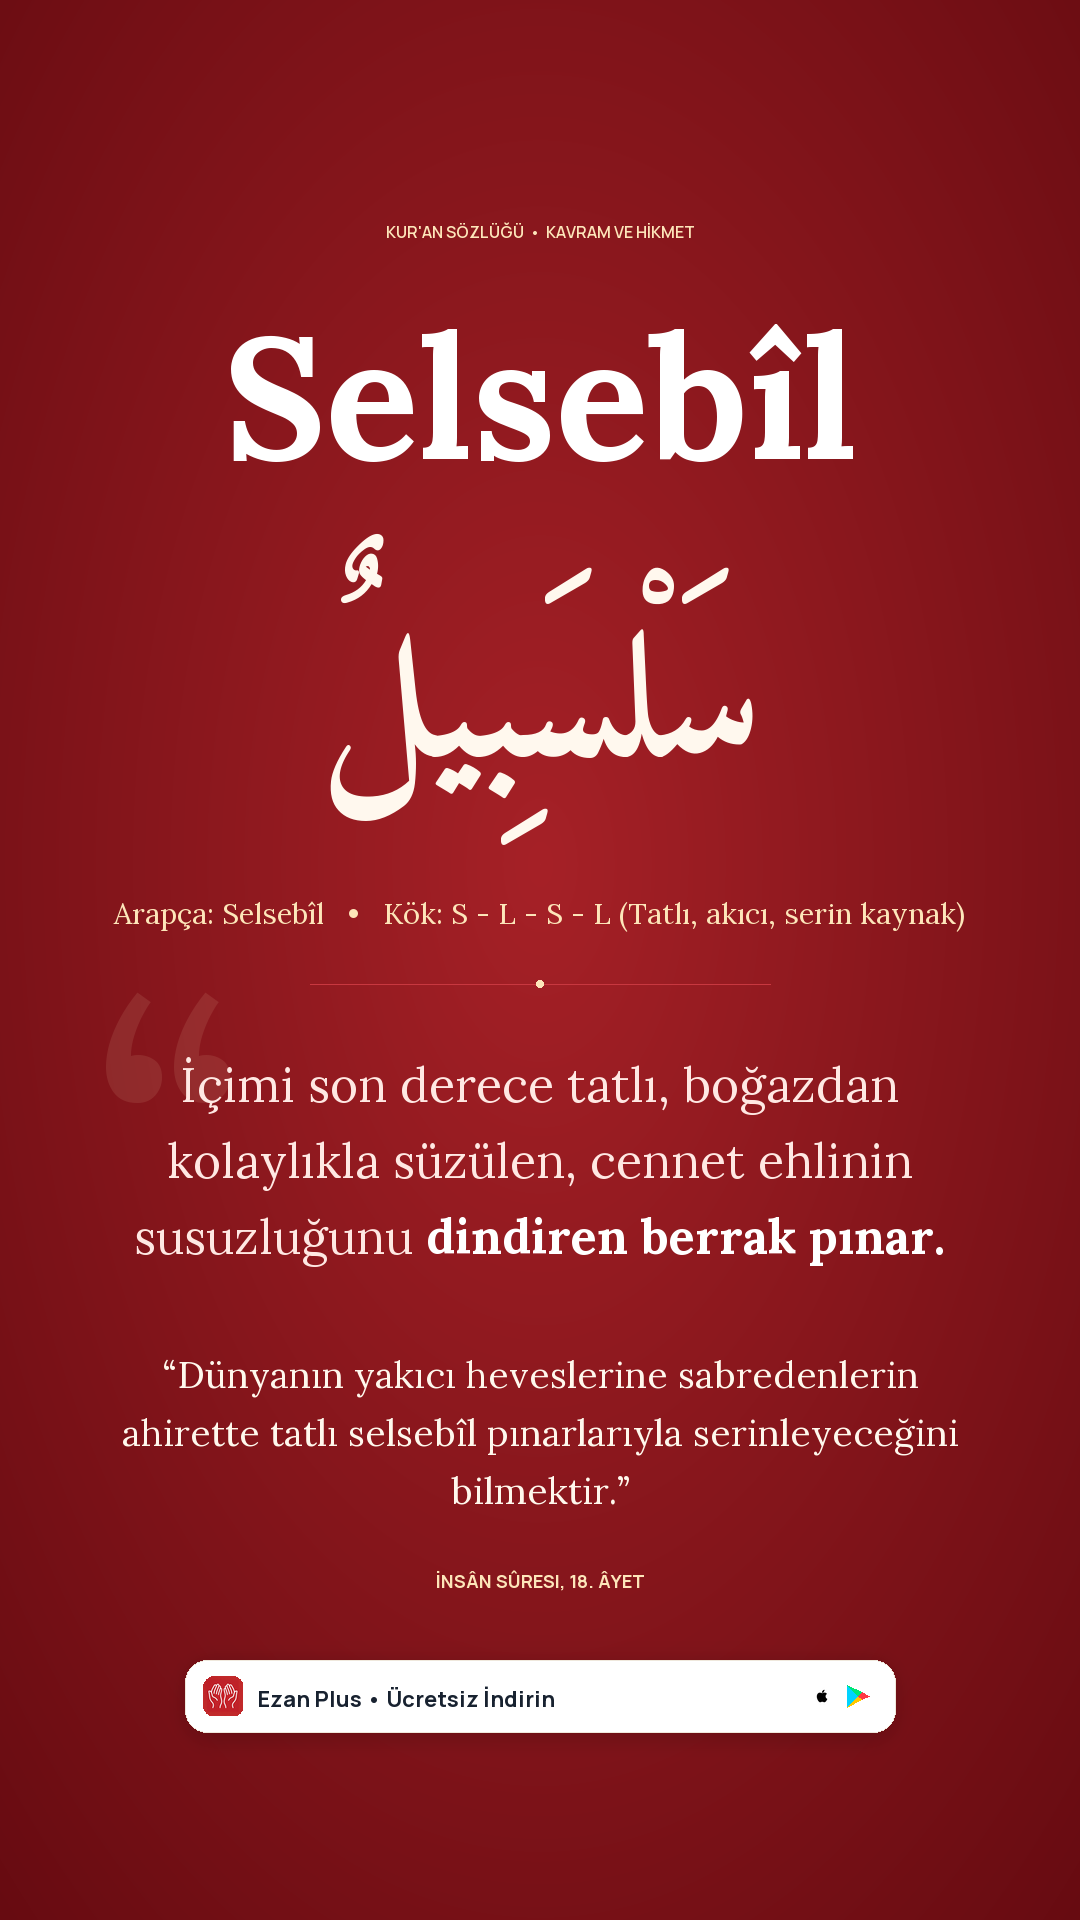 KUR'AN SÖZLÜĞÜ • KAVRAM VE HİKMET
Selsebîl
سَلْسَبِيلٌ
Arapça: Selsebîl • Kök: S - L - S - L (Tatlı, akıcı, serin kaynak)
İçimi son derece tatlı, boğazdan
kolaylıkla süzülen, cennet ehlinin
susuzluğunu dindiren berrak pınar.
“Dünyanın yakıcı heveslerine sabredenlerin
ahirette tatlı selsebîl pınarlarıyla serinleyeceğini
bilmektir.”
İNSÂN SÛRESI, 18. ÂYET
Ezan Plus • Ücretsiz İndirin